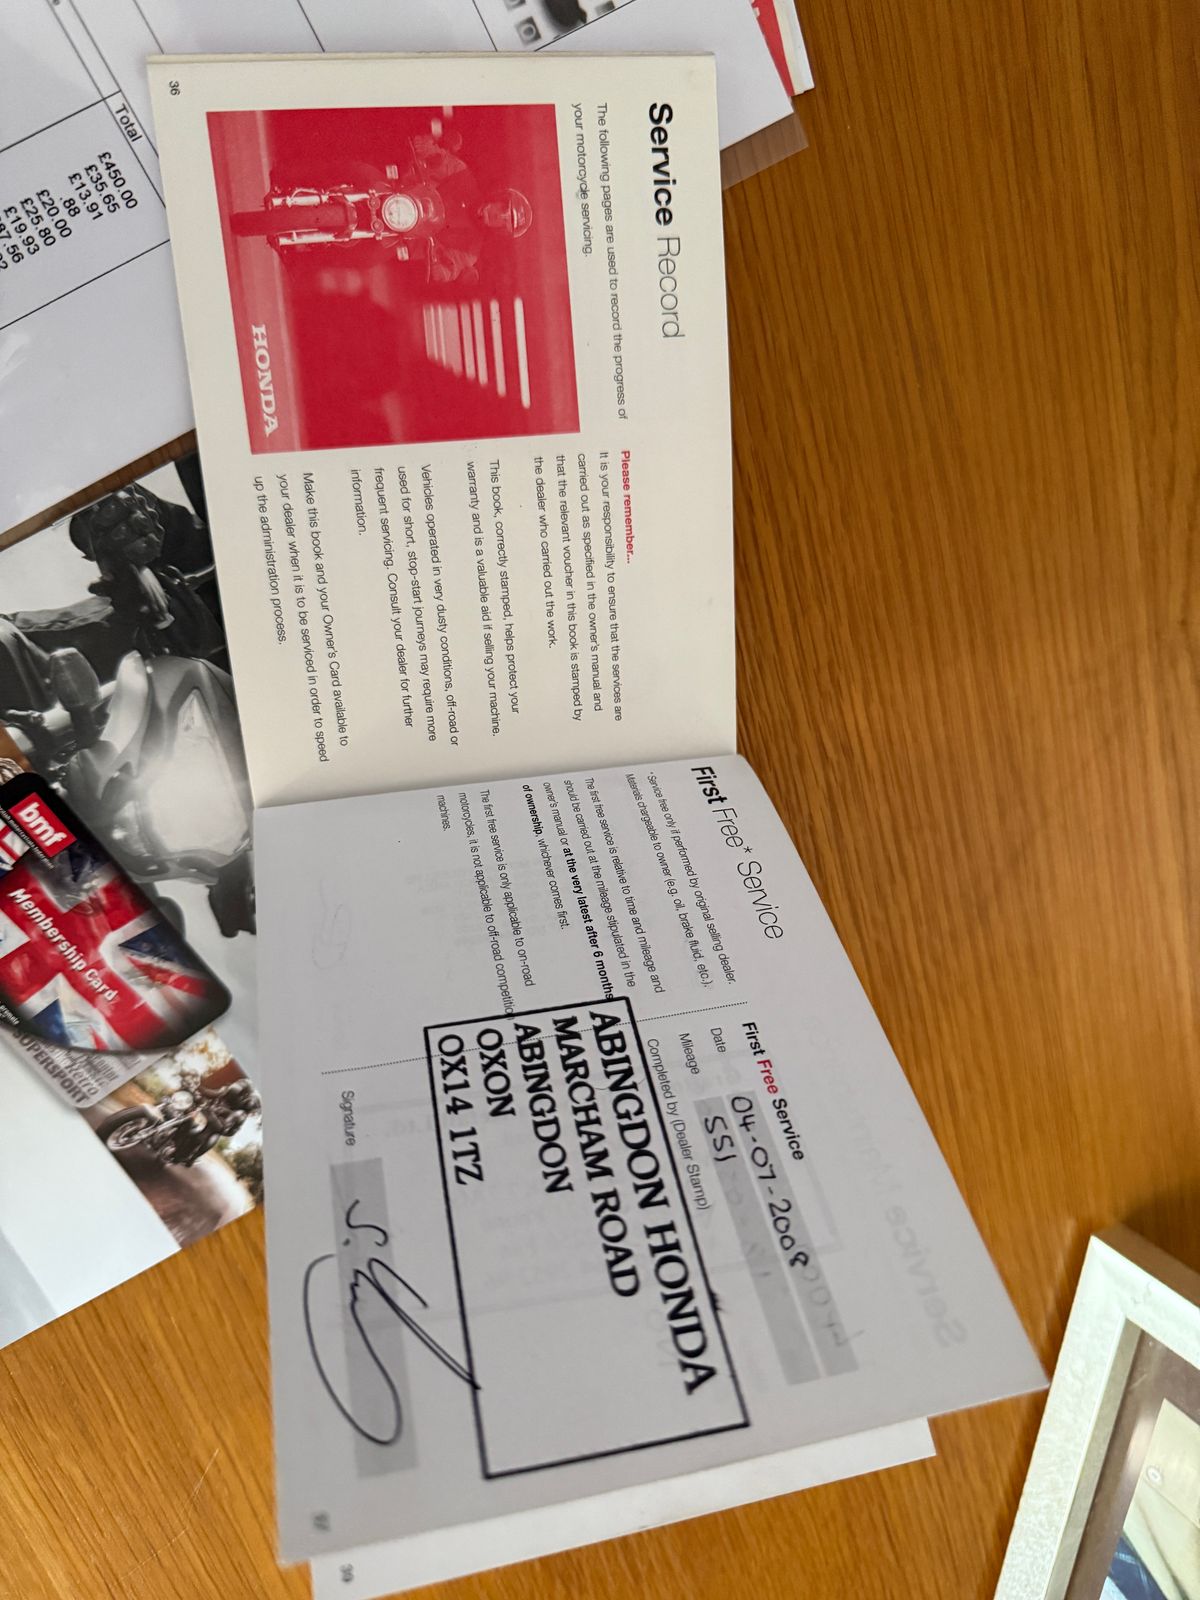 Service Record
The following pages are used to record the progress of
your motorcycle servicing.
HONDA
Please remember...
It is your responsibility to ensure that the services are
carried out as specified in the owner's manual and
that the relevant voucher in this book is stamped by
the dealer who carried out the work.
This book, correctly stamped, helps protect your
warranty and is a valuable aid if selling your machine.
Vehicles operated in very dusty conditions, off-road or
used for short, stop-start journeys may require more
frequent servicing. Consult your dealer for further
information.
Make this book and your Owner's Card available to
your dealer when it is to be serviced in order to speed
up the administration process.
36
First Free* Service
* Service free only if performed by original selling dealer.
Materials chargeable to owner (e.g. oil, brake fluid, etc.).
The first free service is relative to time and mileage and
should be carried out at the mileage stipulated in the
owner's manual or at the very latest after 6 months
of ownership, whichever comes first.
The first free service is only applicable to on-road
motorcycles, it is not applicable to off-road competition
machines.
First Free Service
Date 04-07-2008
Mileage 551
Completed by (Dealer Stamp)
ABINGDON HONDA
MARCHAM ROAD
ABINGDON
OXON
OX14 1TZ
Signature
37
39
Total
£450.00
£35.65
£13.91
.88
£20.00
£25.80
£19.93
bmf
Membership Card
SUPERSPORT